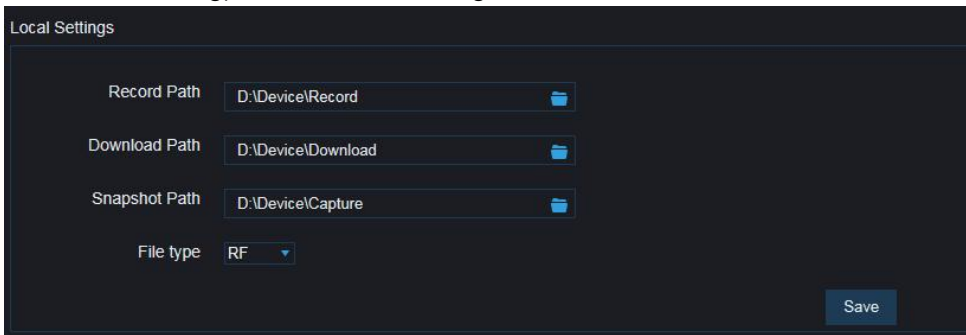 Local Settings
Record Path D:\Device\Record
Download Path D:\Device\Download
Snapshot Path D:\Device\Capture
File type RF
Save